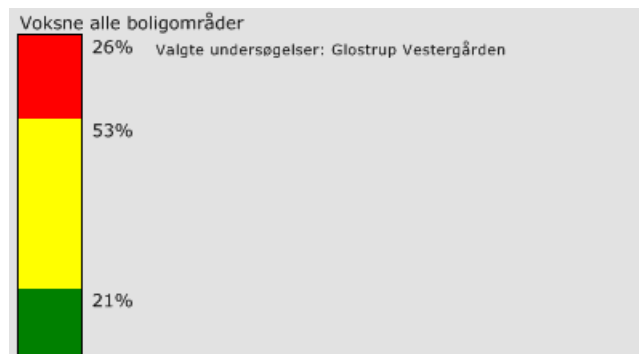 Voksne alle boligområder
26% Valgte undersøgelser: Glostrup Vestergården
53%
21%